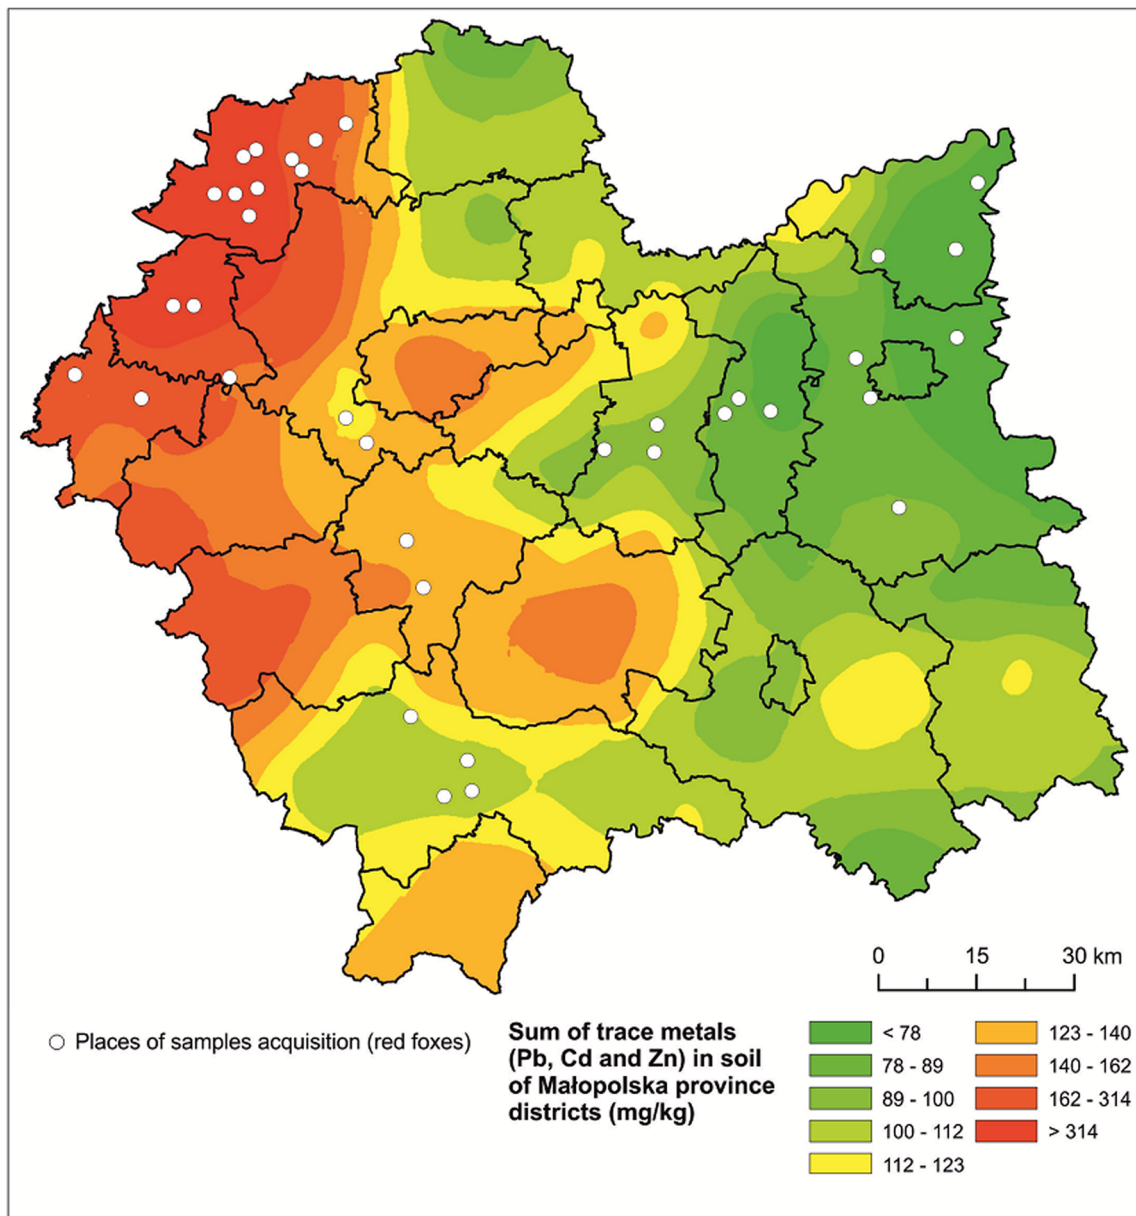 0 15 30 km
Places of samples acquisition (red foxes)
Sum of trace metals
(Pb, Cd and Zn) in soil
of Małopolska province
districts (mg/kg)
< 78
78 - 89
89 - 100
100 - 112
112 - 123
123 - 140
140 - 162
162 - 314
> 314